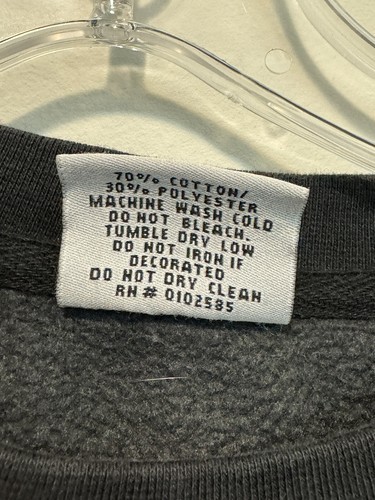 70% COTTON/
30% POLYESTER
MACHINE WASH COLD
DO NOT BLEACH.
TUMBLE DRY LOW
DO NOT IRON IF
DECORATED
DO NOT DRY CLEAN
RN # 0102585